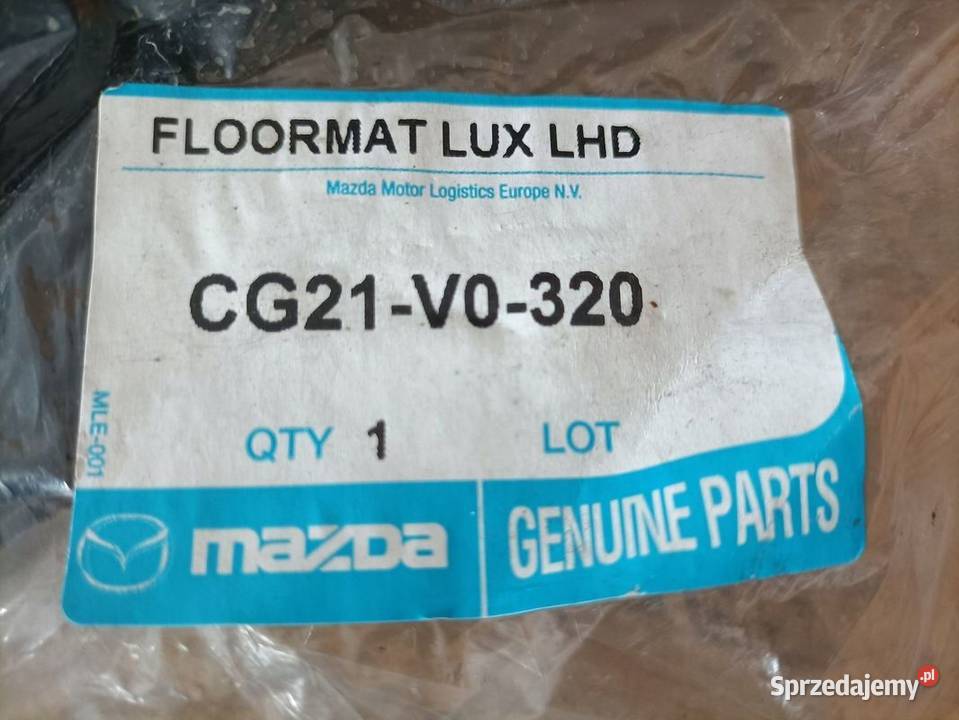 FLOORMAT LUX LHD
Mazda Motor Logistics Europe N.V.
CG21-V0-320
MLE-001
QTY 1 LOT
mazda GENUINE PARTS
Sprzedajemy.pl